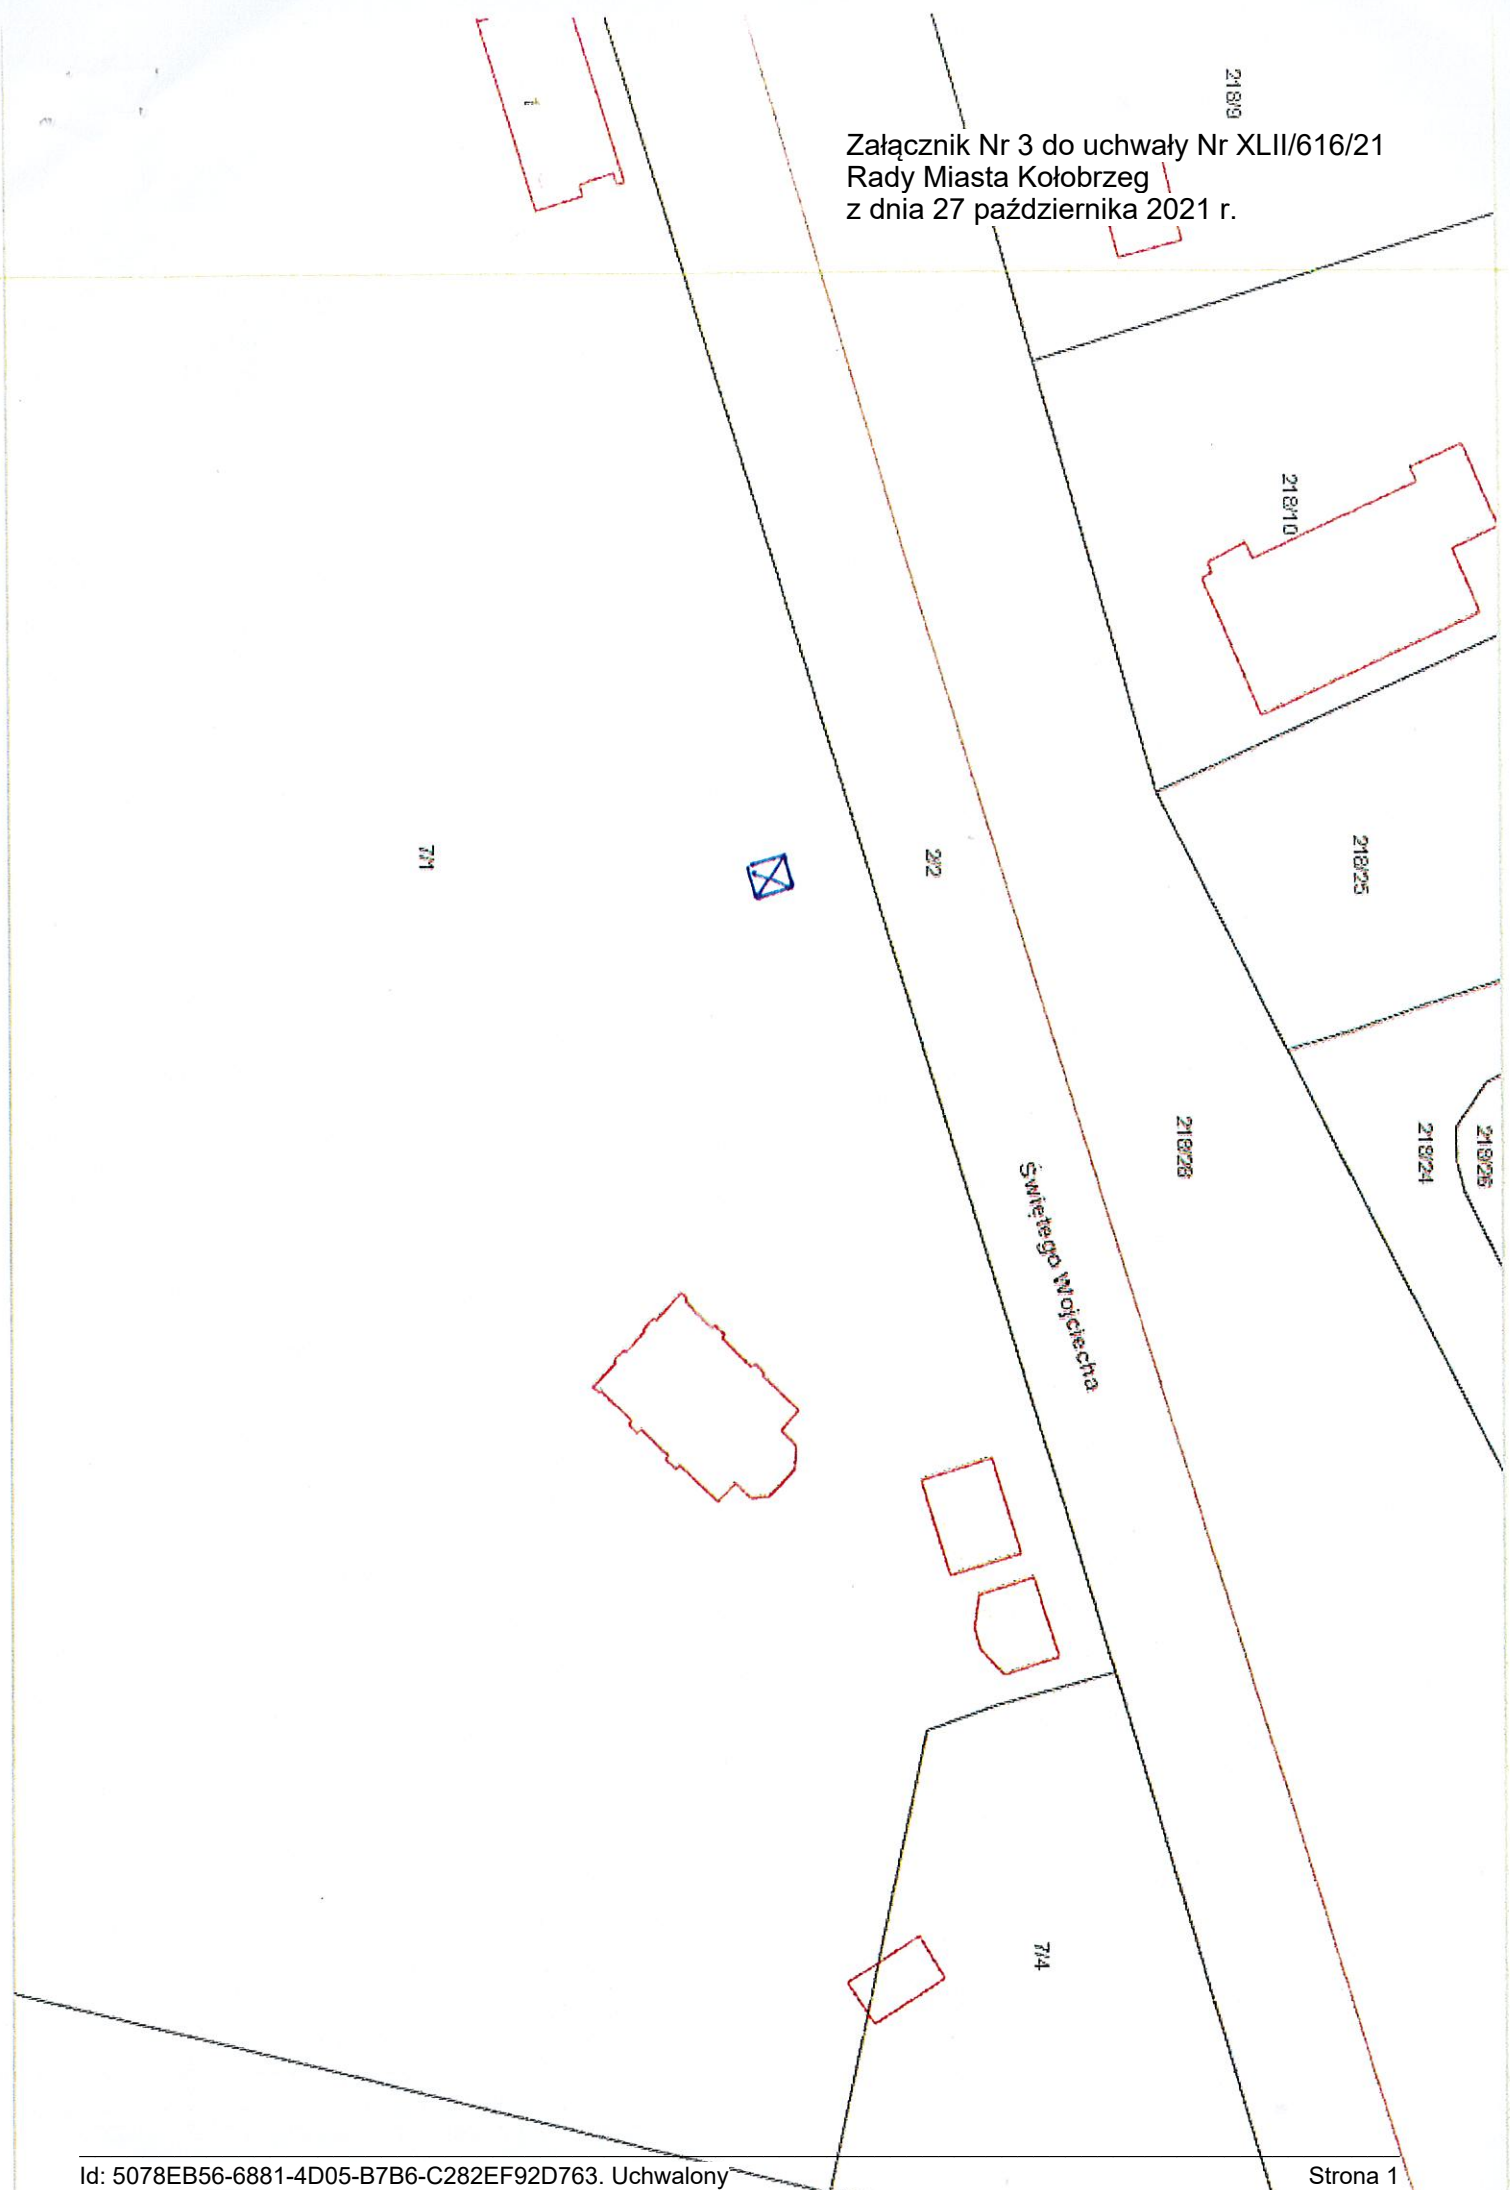 218/9
Załącznik Nr 3 do uchwały Nr XLII/616/21
Rady Miasta Kołobrzeg
z dnia 27 października 2021 r.
218/10
7/1
2/2
218/25
218/28
218/24
218/26
Świętego Wojciecha
7/4
Id: 5078EB56-6881-4D05-B7B6-C282EF92D763. Uchwalony
Strona 1